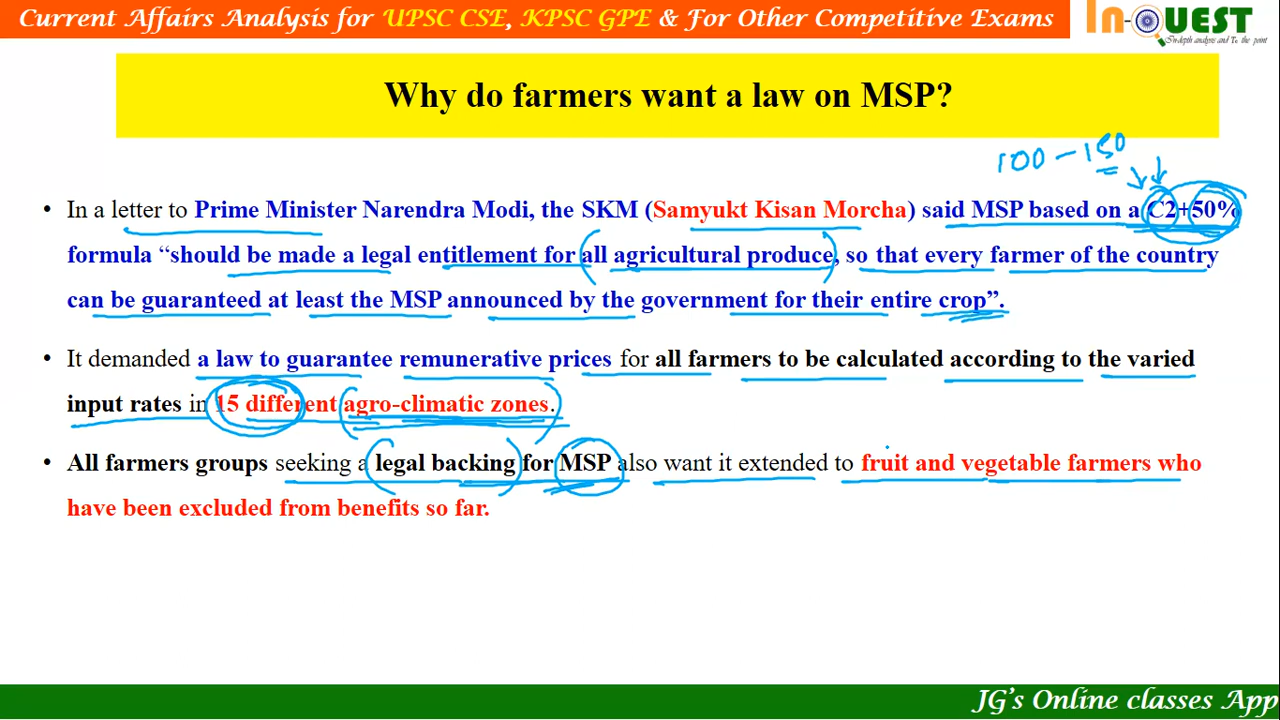 Current Affairs Analysis for UPSC CSE, KPSC GPE & For Other Competitive Exams
In-QUEST
In-depth analysis and To the point
Why do farmers want a law on MSP?
100 - 150
• In a letter to Prime Minister Narendra Modi, the SKM (Samyukt Kisan Morcha) said MSP based on a C2+50%
formula “should be made a legal entitlement for all agricultural produce, so that every farmer of the country
can be guaranteed at least the MSP announced by the government for their entire crop”.
• It demanded a law to guarantee remunerative prices for all farmers to be calculated according to the varied
input rates in 15 different agro-climatic zones.
• All farmers groups seeking a legal backing for MSP also want it extended to fruit and vegetable farmers who
have been excluded from benefits so far.
JG's Online classes App